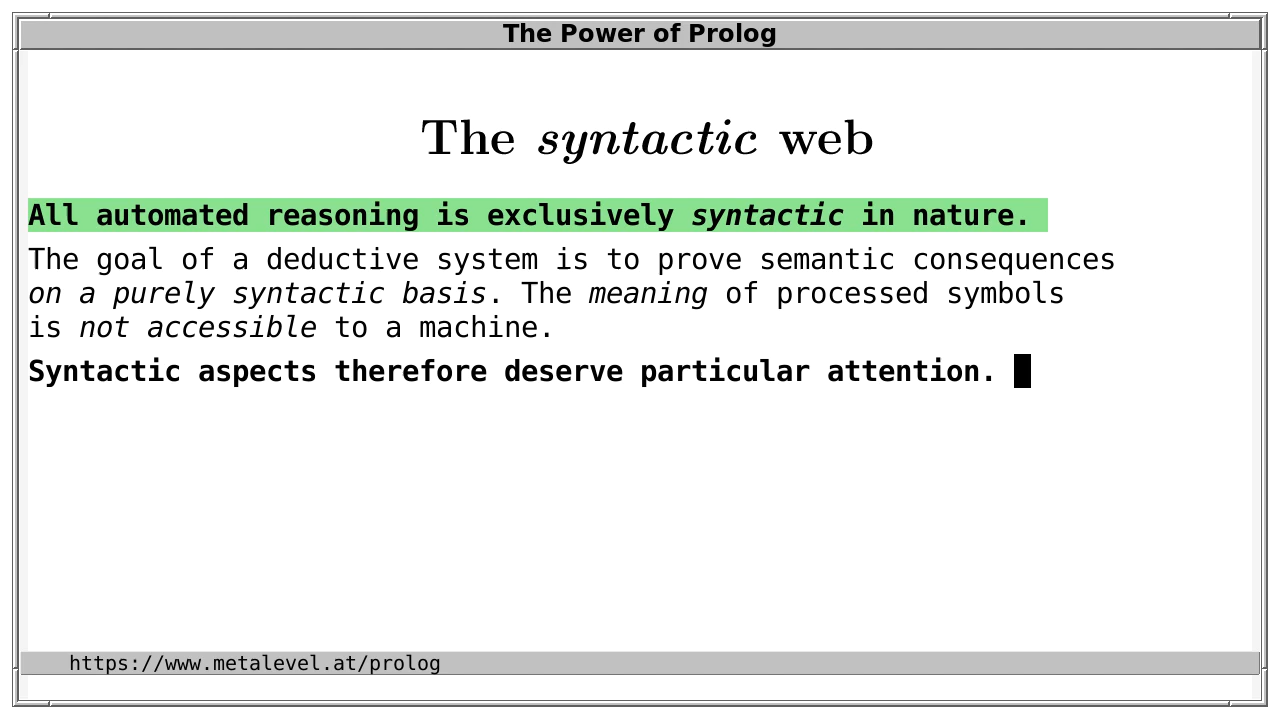 The Power of Prolog
The syntactic web
All automated reasoning is exclusively syntactic in nature.
The goal of a deductive system is to prove semantic consequences
on a purely syntactic basis. The meaning of processed symbols
is not accessible to a machine.
Syntactic aspects therefore deserve particular attention.
https://www.metalevel.at/prolog